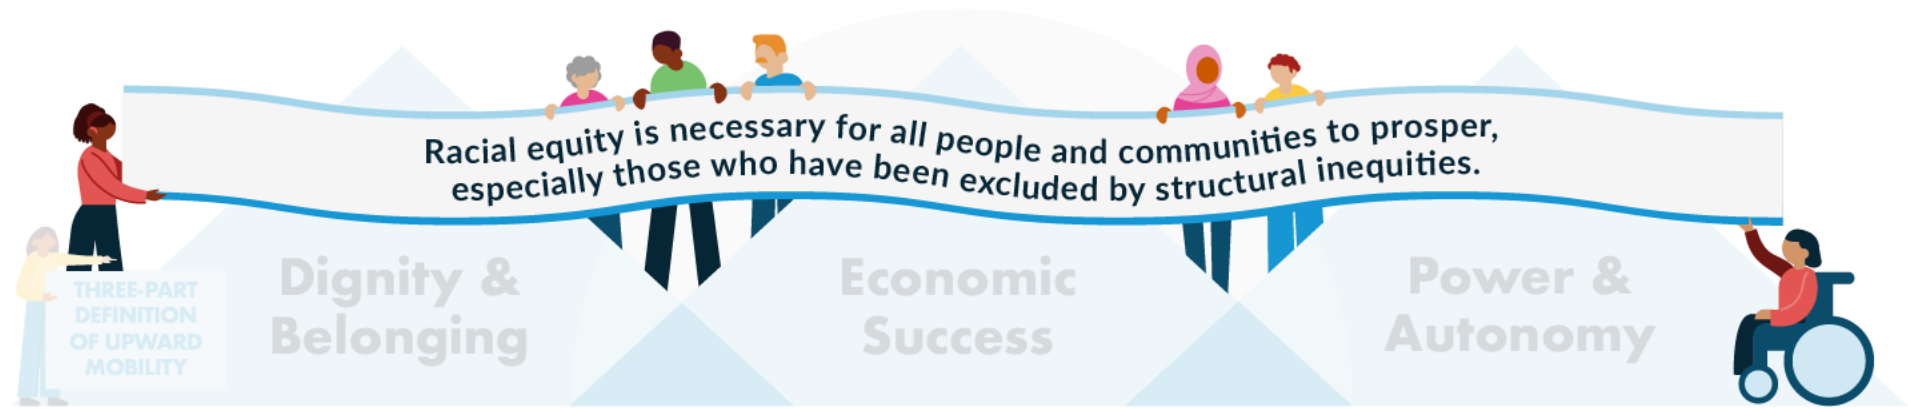 Racial equity is necessary for all people and communities to prosper,
especially those who have been excluded by structural inequities.
THREE-PART
DEFINITION
OF UPWARD
MOBILITY
Dignity &
Belonging
Economic
Success
Power &
Autonomy